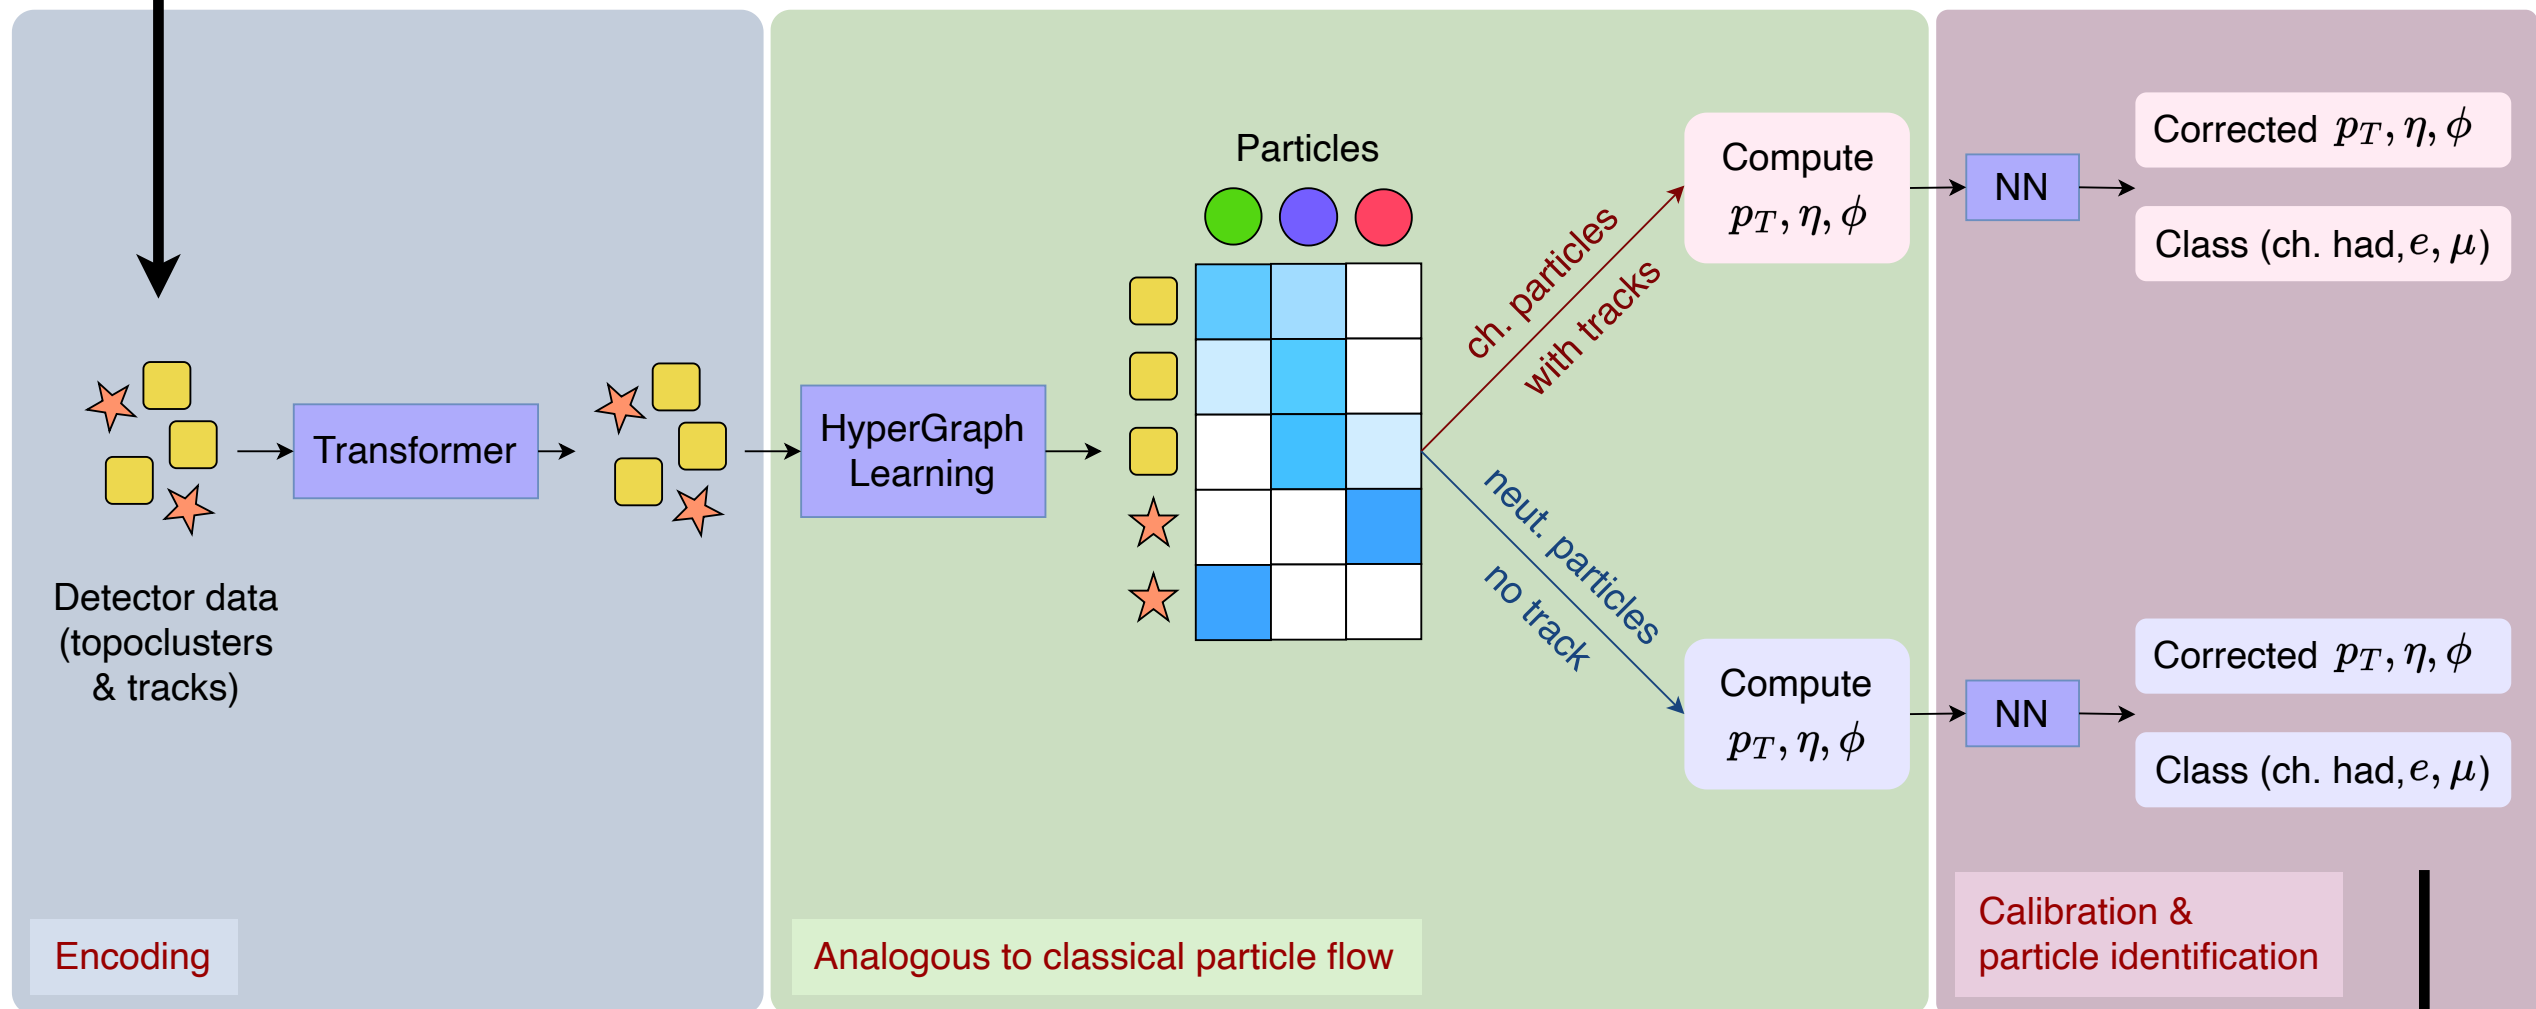 Detector data
(topoclusters
& tracks)
Transformer
Encoding
HyperGraph
Learning
Particles
ch. particles
with tracks
neut. particles
no track
Compute
p_T, η, ϕ
Compute
p_T, η, ϕ
Analogous to classical particle flow
NN
Corrected p_T, η, ϕ
Class (ch. had, e, μ)
NN
Corrected p_T, η, ϕ
Class (ch. had, e, μ)
Calibration &
particle identification